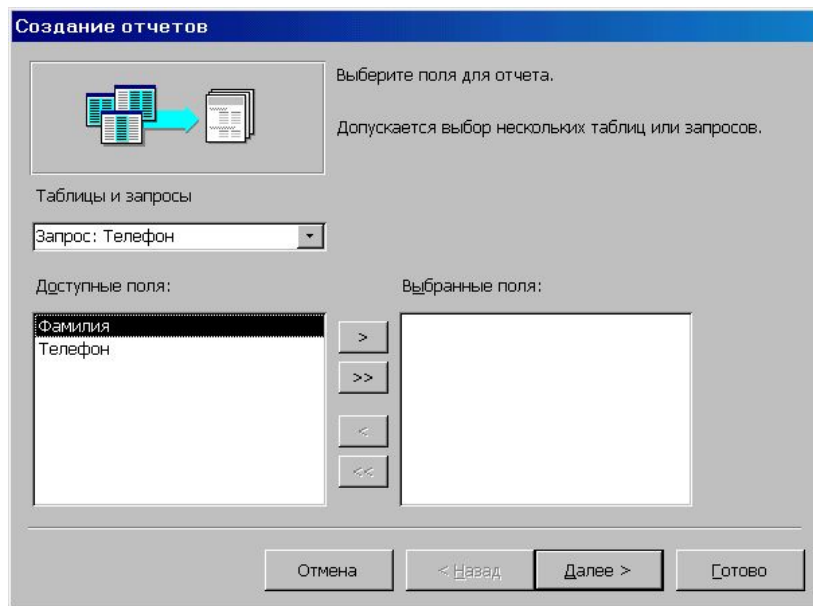 Создание отчетов
Выберите поля для отчета.
Допускается выбор нескольких таблиц или запросов.
Таблицы и запросы
Запрос: Телефон
Доступные поля:
Выбранные поля:
Фамилия
Телефон
>
>>
<
<<
Отмена
< Назад
Далее >
Готово